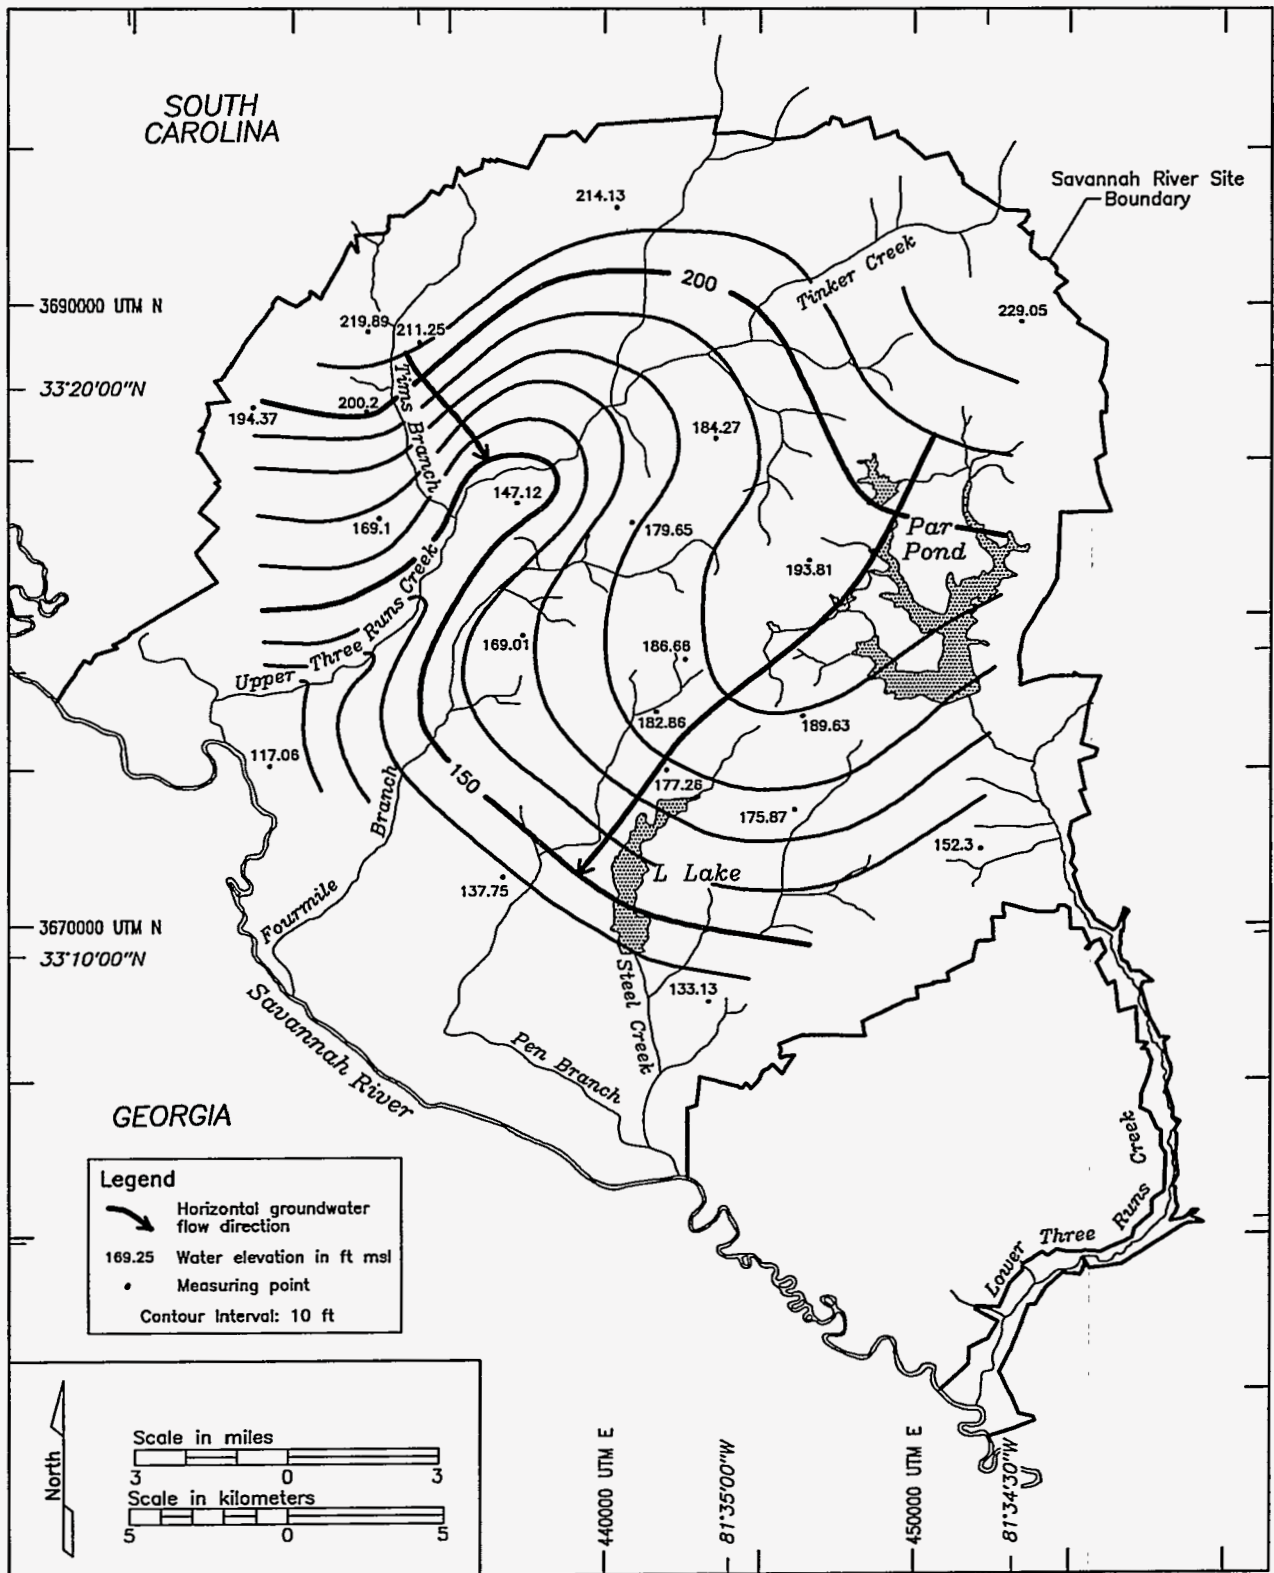 SOUTH
CAROLINA
Savannah River Site
Boundary
214.13
Tinker Creek
200
3690000 UTM N
219.89
211.25
229.05
33°20'00"N
Tims Branch
200.2
194.37
184.27
147.12
169.1
179.65
Par
Pond
193.81
Upper Three Runs Creek
169.01
186.68
182.86
189.63
117.06
150
177.26
175.87
Branch
152.3
L Lake
137.75
Fourmile
3670000 UTM N
33°10'00"N
Steel Creek
133.13
Savannah River
Pen Branch
GEORGIA
Lower Three Runs Creek
Legend
Horizontal groundwater
flow direction
169.25 Water elevation in ft msl
Measuring point
Contour Interval: 10 ft
North
Scale in miles
3 0 3
Scale in kilometers
5 0 5
440000 UTM E
81°35'00"W
450000 UTM E
81°34'30"W